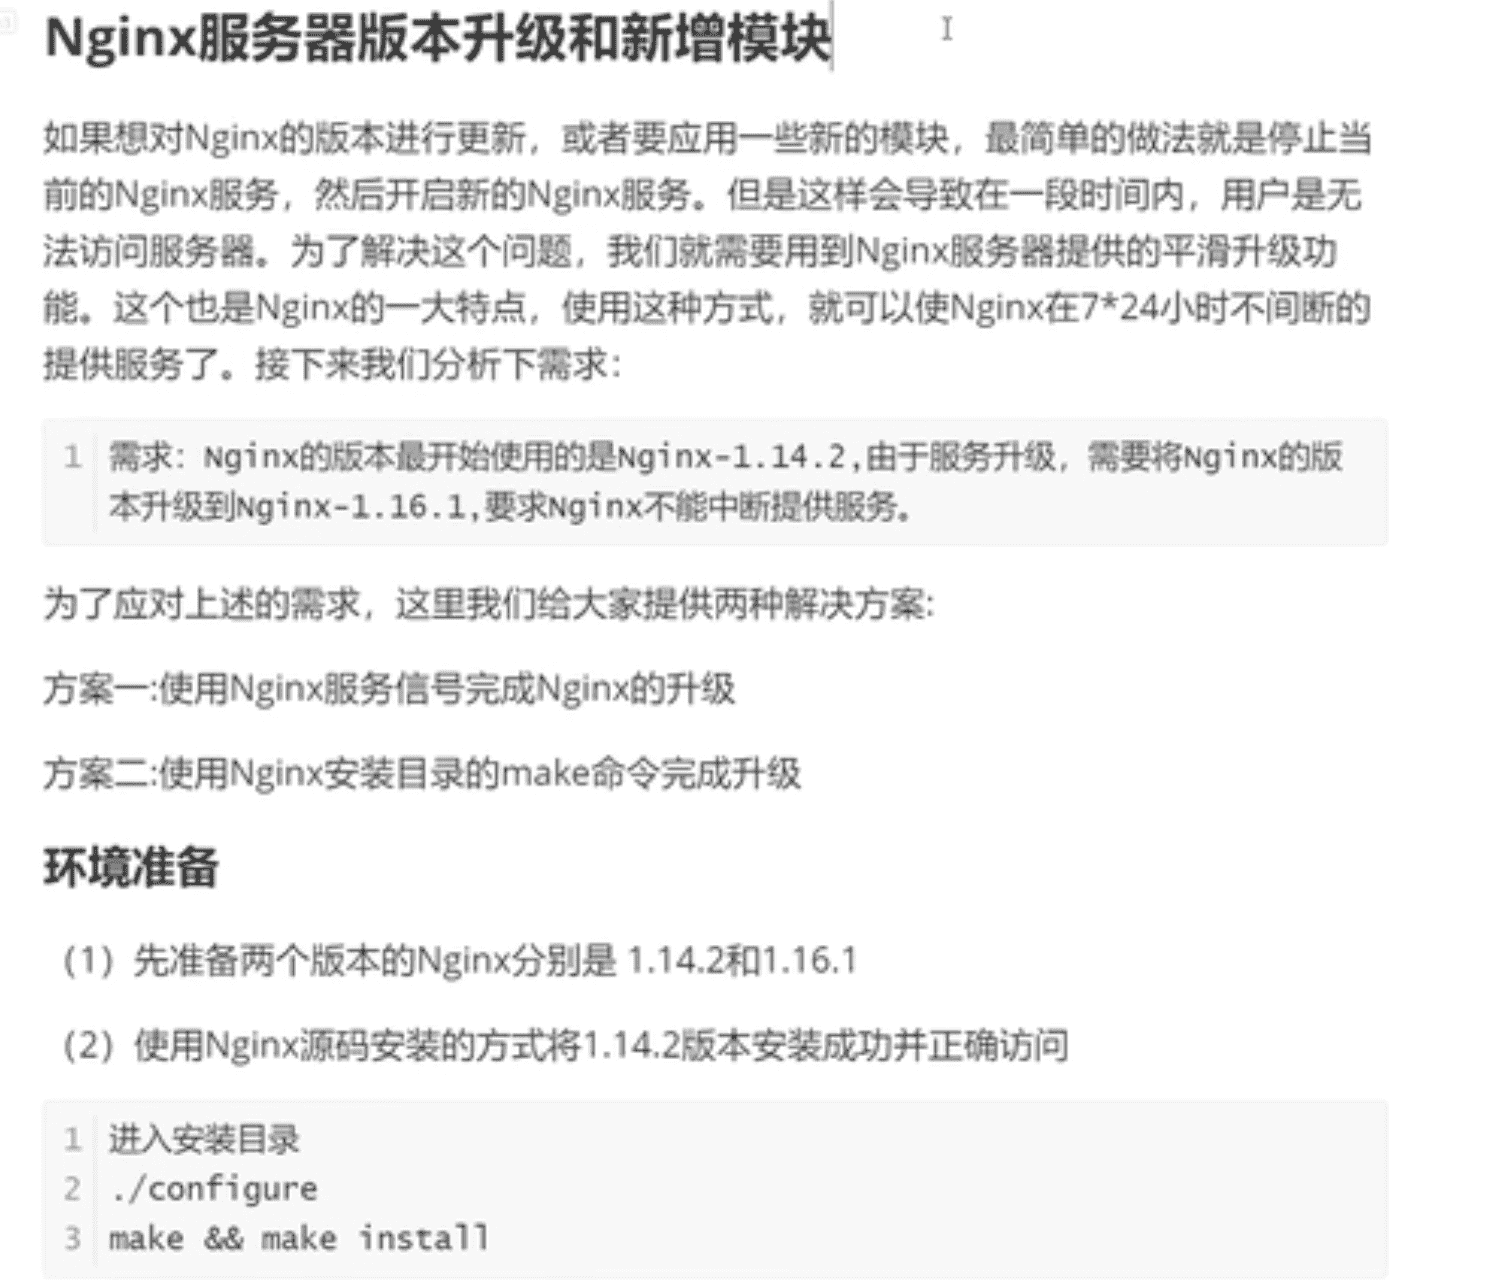 Nginx服务器版本升级和新增模块
如果想对Nginx的版本进行更新，或者要应用一些新的模块，最简单的做法就是停止当
前的Nginx服务，然后开启新的Nginx服务。但是这样会导致在一段时间内，用户是无
法访问服务器。为了解决这个问题，我们就需要用到Nginx服务器提供的平滑升级功
能。这个也是Nginx的一大特点，使用这种方式，就可以使Nginx在7*24小时不间断的
提供服务了。接下来我们分析下需求：
1 需求：Nginx的版本最开始使用的是Nginx-1.14.2,由于服务升级，需要将Nginx的版
本升级到Nginx-1.16.1,要求Nginx不能中断提供服务。
为了应对上述的需求，这里我们给大家提供两种解决方案:
方案一:使用Nginx服务信号完成Nginx的升级
方案二:使用Nginx安装目录的make命令完成升级
环境准备
（1）先准备两个版本的Nginx分别是 1.14.2和1.16.1
（2）使用Nginx源码安装的方式将1.14.2版本安装成功并正确访问
1 进入安装目录
2 ./configure
3 make && make install